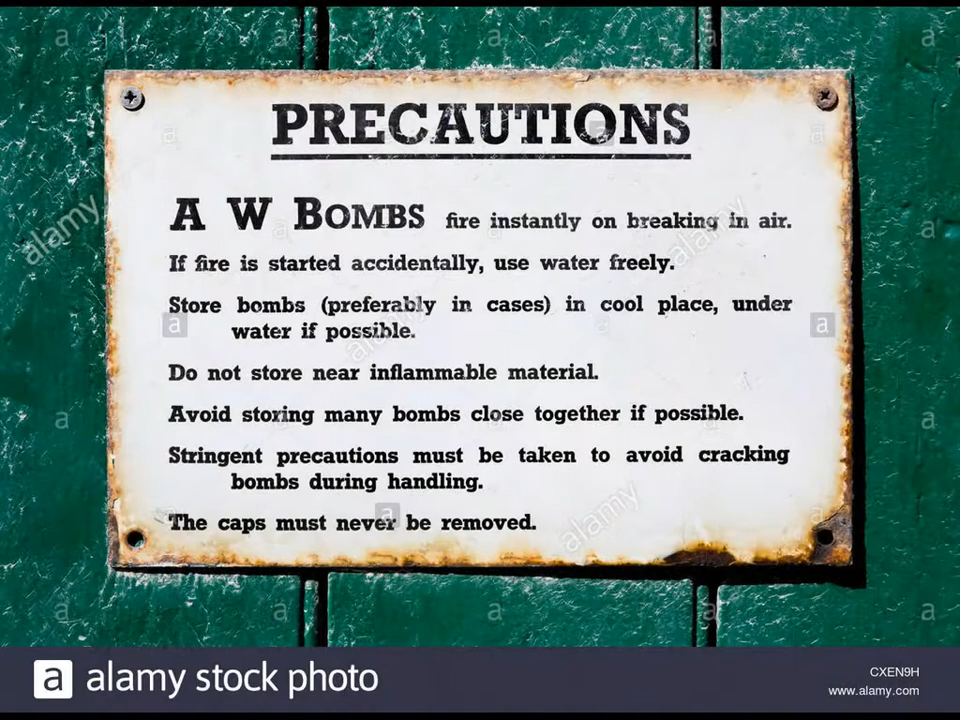 PRECAUTIONS
A W BOMBS fire instantly on breaking in air.
If fire is started accidentally, use water freely.
Store bombs (preferably in cases) in cool place, under
water if possible.
Do not store near inflammable material.
Avoid storing many bombs close together if possible.
Stringent precautions must be taken to avoid cracking
bombs during handling.
The caps must never be removed.
a alamy stock photo
CXEN9H
www.alamy.com